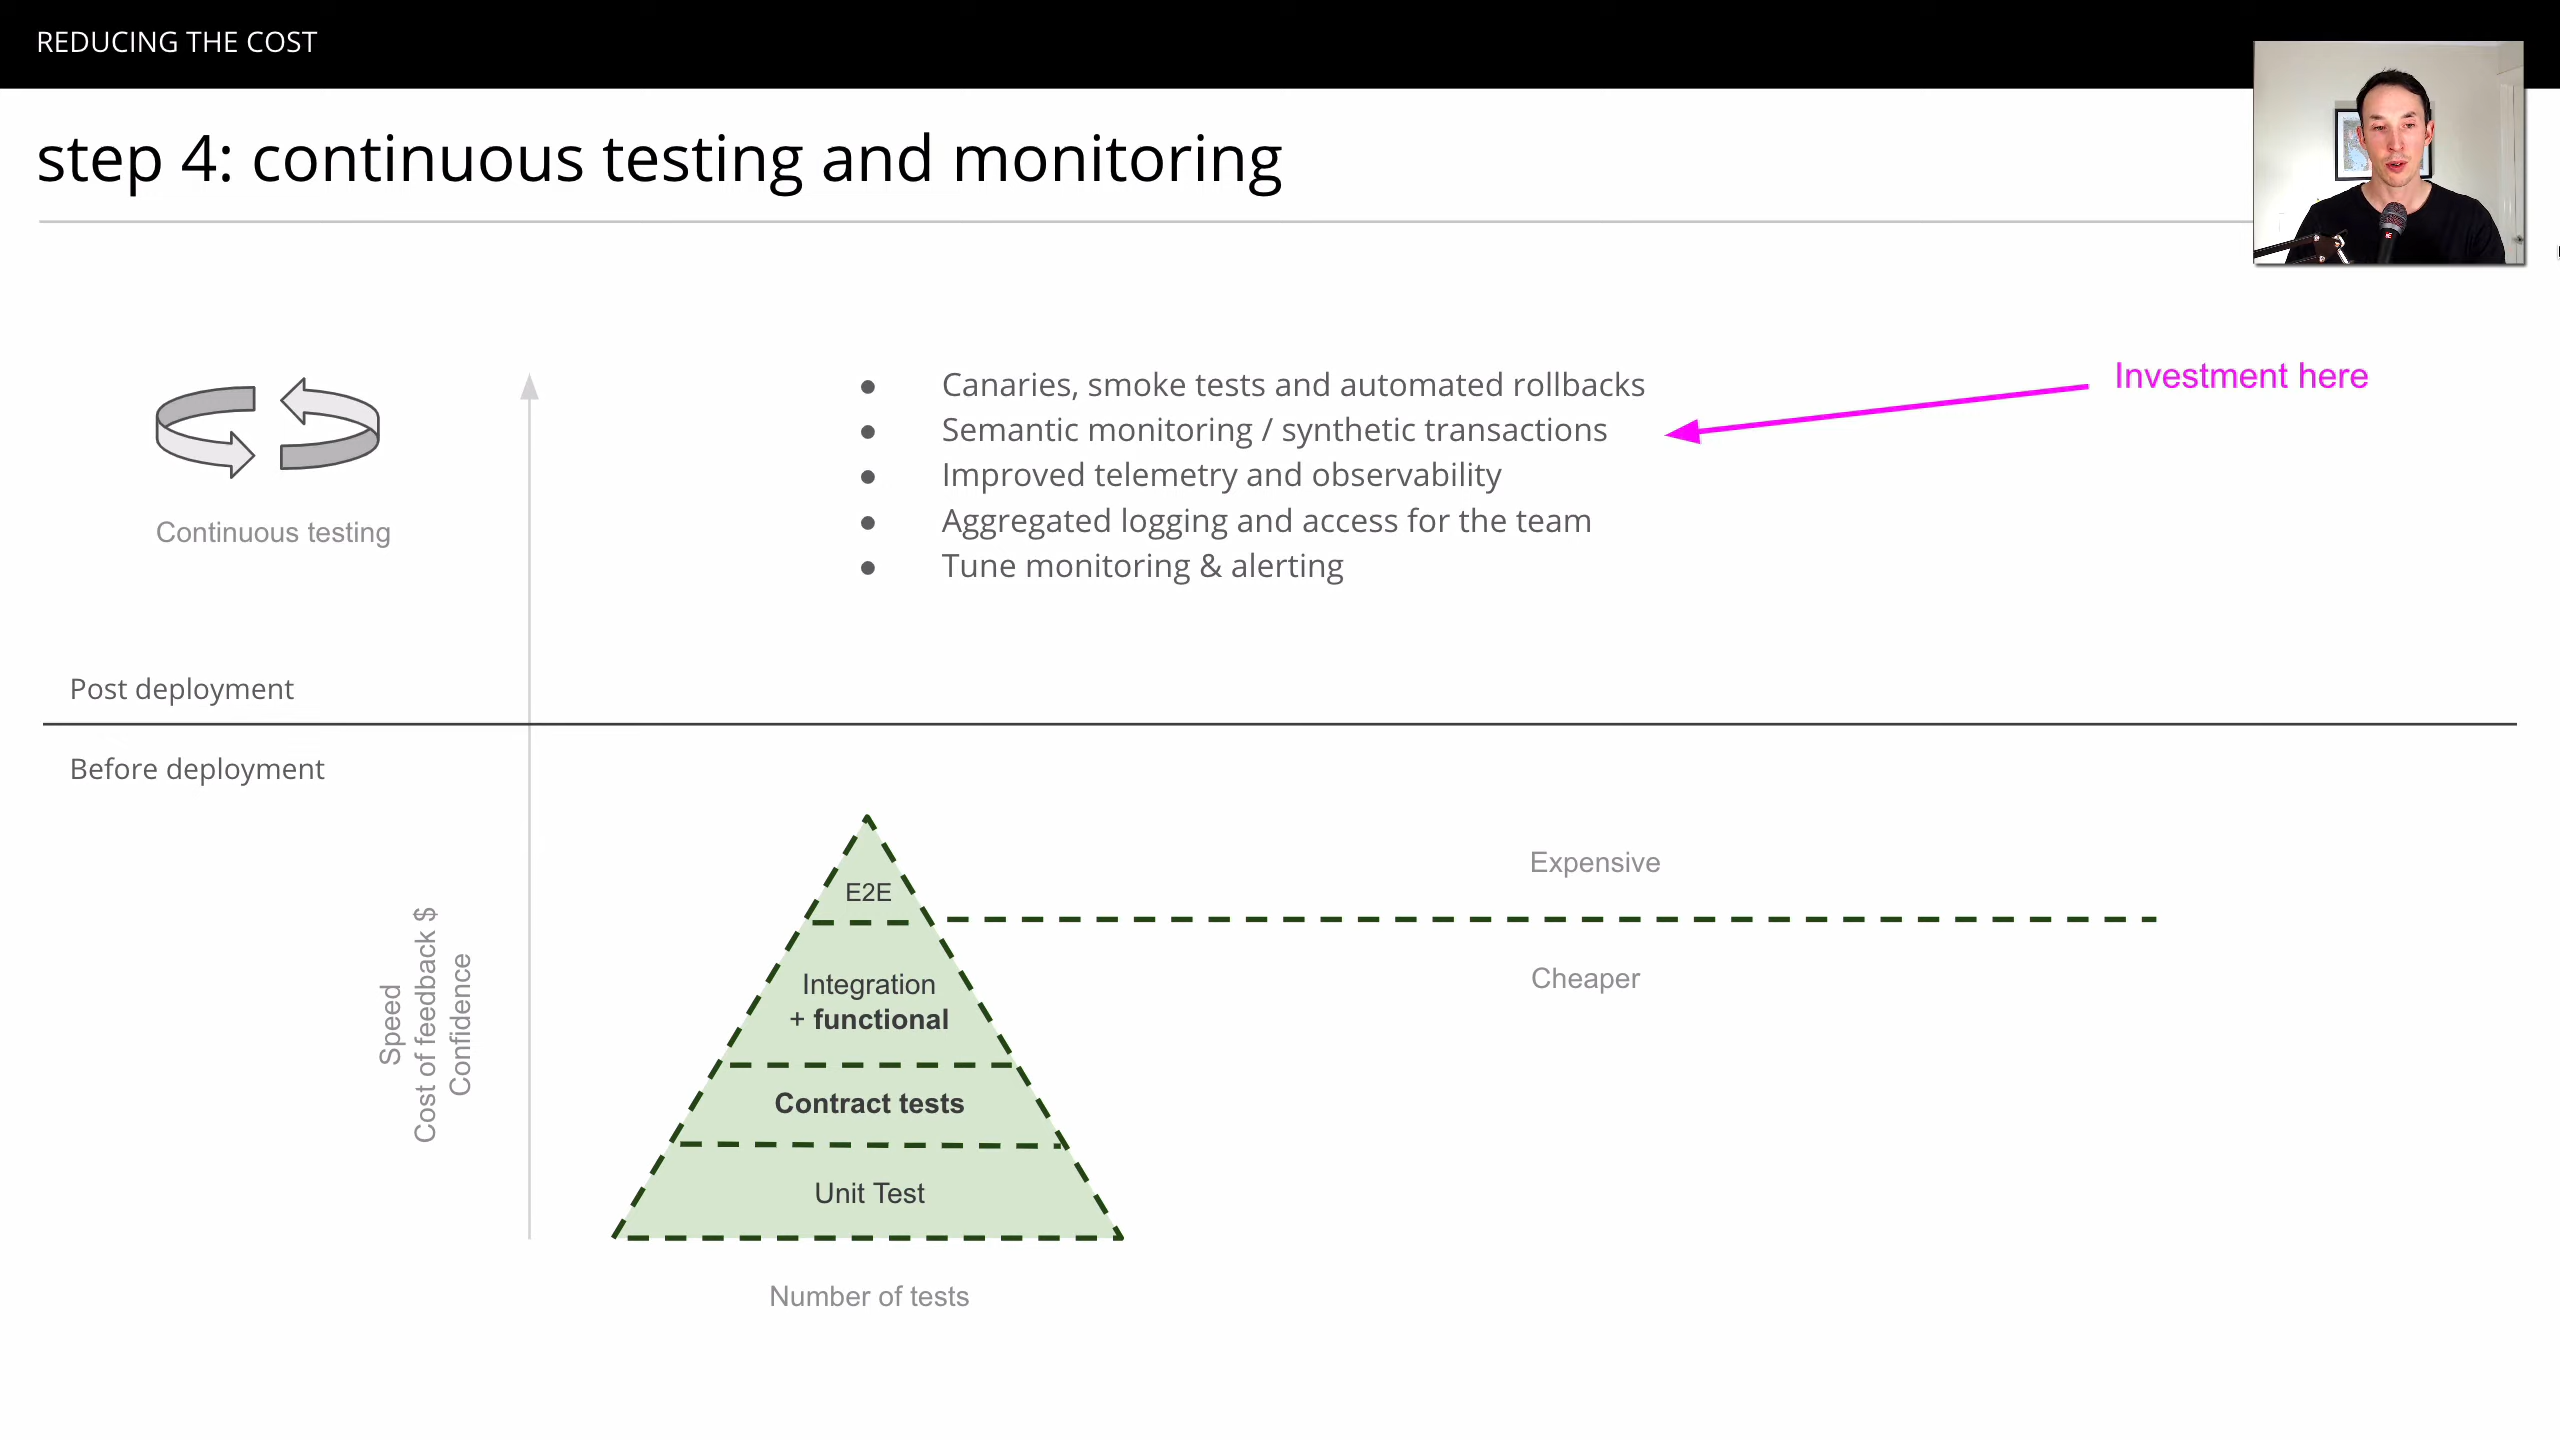 REDUCING THE COST
step 4: continuous testing and monitoring
Investment here
● Canaries, smoke tests and automated rollbacks
● Semantic monitoring / synthetic transactions
● Improved telemetry and observability
● Aggregated logging and access for the team
● Tune monitoring & alerting
Continuous testing
Post deployment
Before deployment
Speed
Cost of feedback $
Confidence
E2E
Integration
+ functional
Contract tests
Unit Test
Expensive
Cheaper
Number of tests